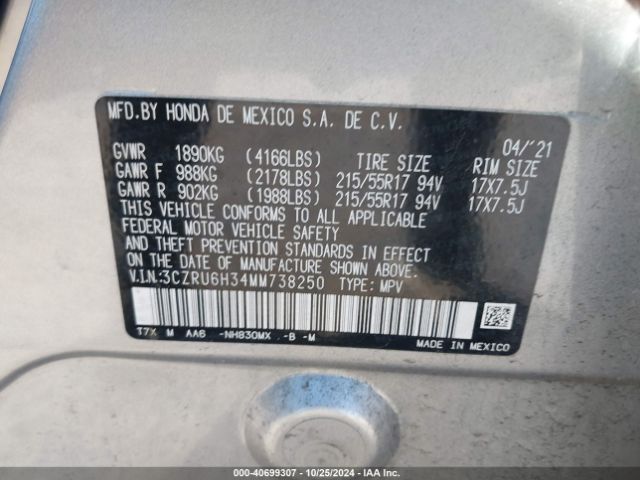 MFD.BY HONDA DE MEXICO S.A. DE C.V.
04/'21
GVWR 1890KG (4166LBS) TIRE SIZE RIM SIZE
GAWR F 988KG (2178LBS) 215/55R17 94V 17X7.5J
GAWR R 902KG (1988LBS) 215/55R17 94V 17X7.5J
THIS VEHICLE CONFORMS TO ALL APPLICABLE
FEDERAL MOTOR VEHICLE SAFETY
AND THEFT PREVENTION STANDARDS IN EFFECT
ON THE DATE OF MANUFACTURE SHOWN ABOVE.
V.I.N:3CZRU6H34MM738250 TYPE: MPV
T7X M AA6 -NH830MX -B -M
MADE IN MEXICO
000-40699307 - 10/25/2024 - IAA Inc.